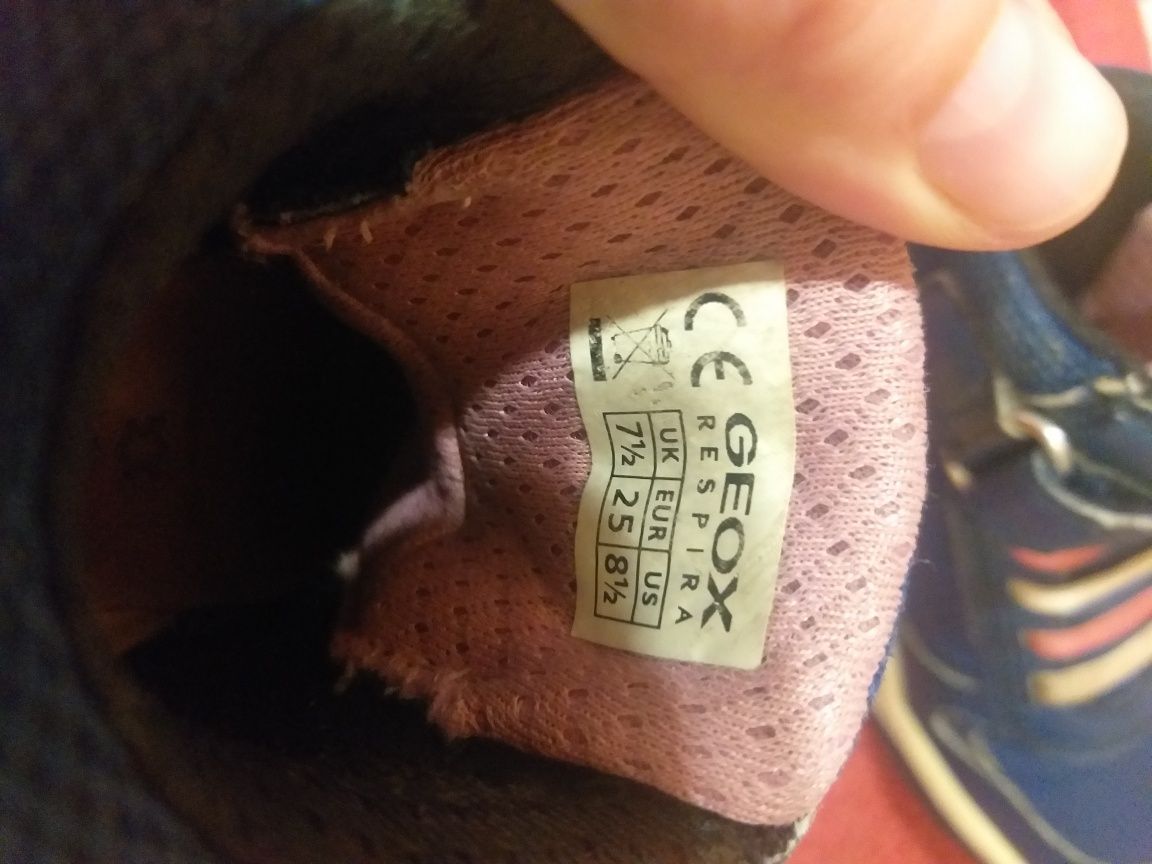 CE
GEOX
RESPIRA
UK EUR US
7½ 25 8½